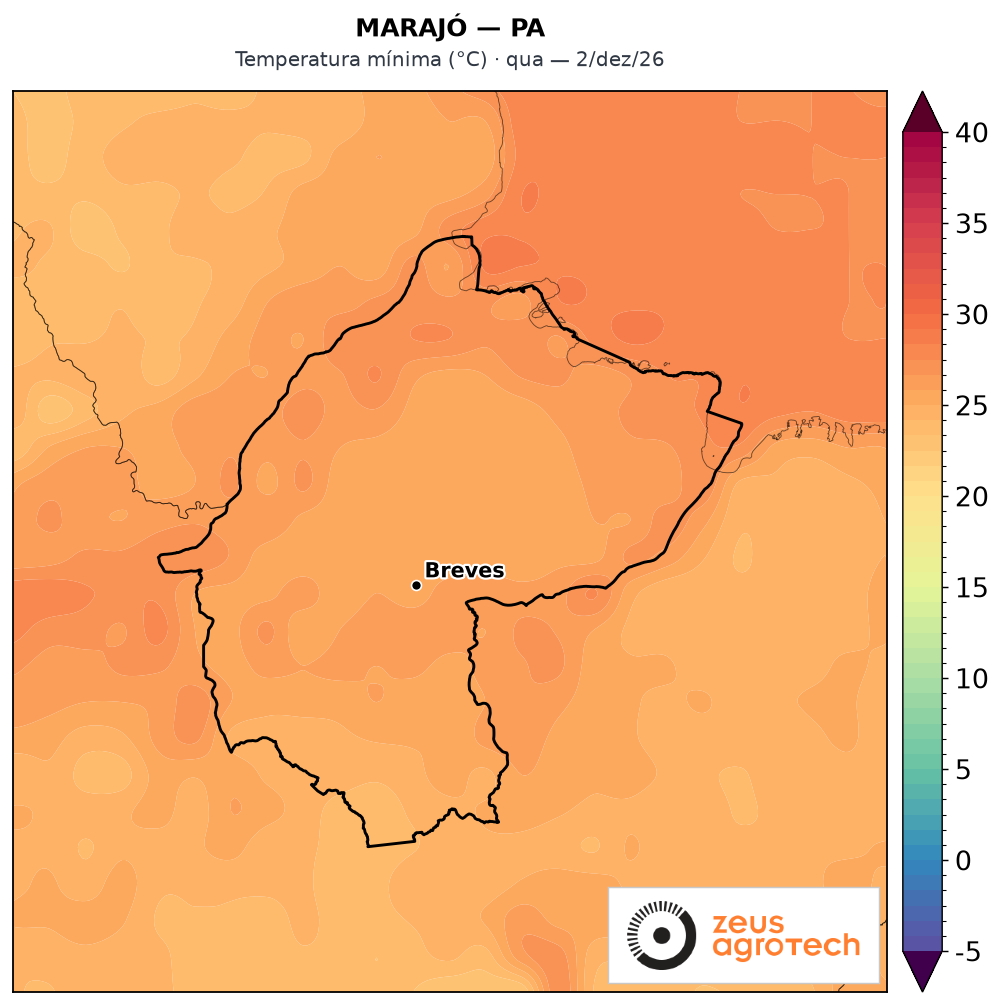 MARAJÓ — PA
Temperatura mínima (°C) · qua — 2/dez/26
40
35
30
25
20
15
10
5
0
-5
Breves
zeus
agrotech